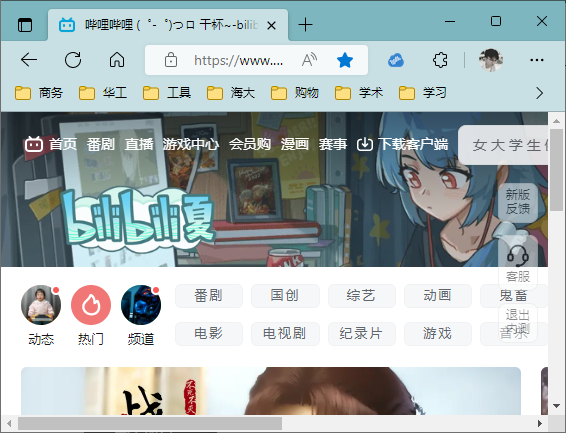 哔哩哔哩 (゜-゜)つロ 干杯~-bilib
https://www....
商务 华工 工具 海大 购物 学术 学习
首页 番剧 直播 游戏中心 会员购 漫画 赛事 下载客户端 女大学生
bilibili夏
新版反馈
客服
退出内测
动态 热门 频道
番剧 国创 综艺 动画 鬼畜
电影 电视剧 纪录片 游戏 音乐